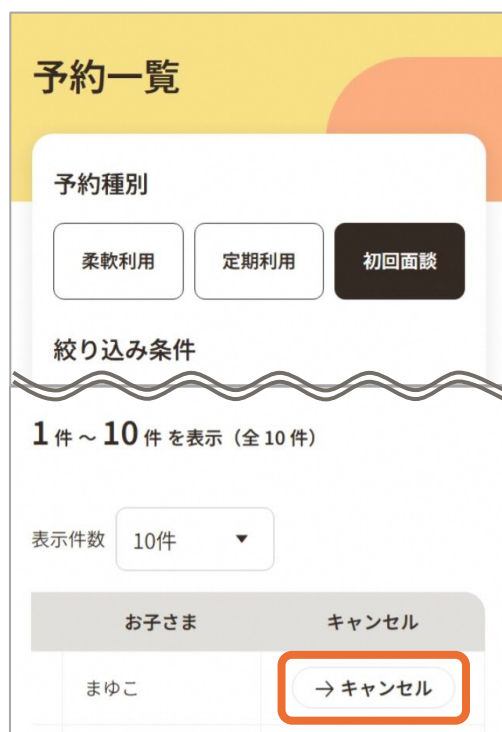 予約一覧
予約種別
柔軟利用 定期利用 初回面談
絞り込み条件
1 件 ~ 10 件 を表示（全 10 件）
表示件数 10件
お子さま キャンセル
まゆこ → キャンセル